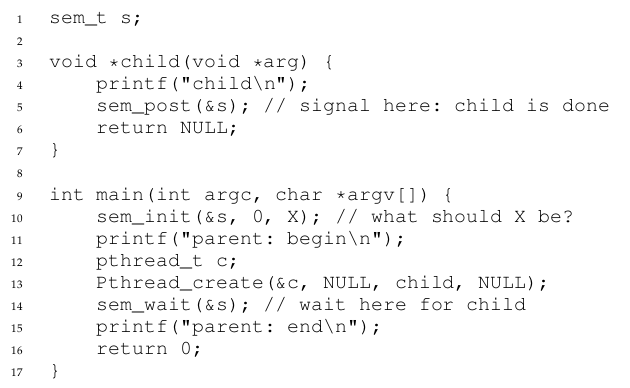 1 sem_t s;
2
3 void *child(void *arg) {
4     printf("child\n");
5     sem_post(&s); // signal here: child is done
6     return NULL;
7 }
8
9 int main(int argc, char *argv[]) {
10     sem_init(&s, 0, X); // what should X be?
11     printf("parent: begin\n");
12     pthread_t c;
13     Pthread_create(&c, NULL, child, NULL);
14     sem_wait(&s); // wait here for child
15     printf("parent: end\n");
16     return 0;
17 }